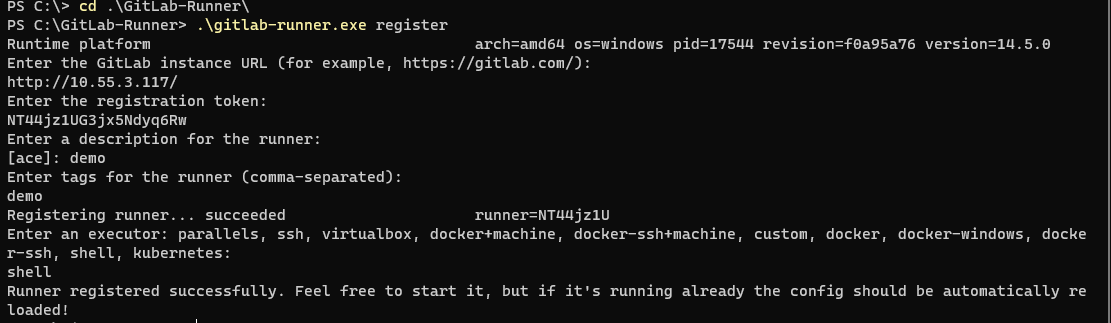 PS C:\> cd .\GitLab-Runner\
PS C:\GitLab-Runner> .\gitlab-runner.exe register
Runtime platform                                    arch=amd64 os=windows pid=17544 revision=f0a95a76 version=14.5.0
Enter the GitLab instance URL (for example, https://gitlab.com/):
http://10.55.3.117/
Enter the registration token:
NT44jz1UG3jx5Ndyq6Rw
Enter a description for the runner:
[ace]: demo
Enter tags for the runner (comma-separated):
demo
Registering runner... succeeded                     runner=NT44jz1U
Enter an executor: parallels, ssh, virtualbox, docker+machine, docker-ssh+machine, custom, docker, docker-windows, docke
r-ssh, shell, kubernetes:
shell
Runner registered successfully. Feel free to start it, but if it's running already the config should be automatically re
loaded!